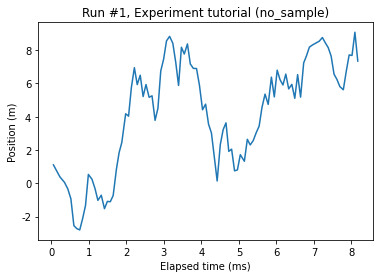 Run #1, Experiment tutorial (no_sample)
Position (m)
8
6
4
2
0
-2
0 1 2 3 4 5 6 7 8
Elapsed time (ms)